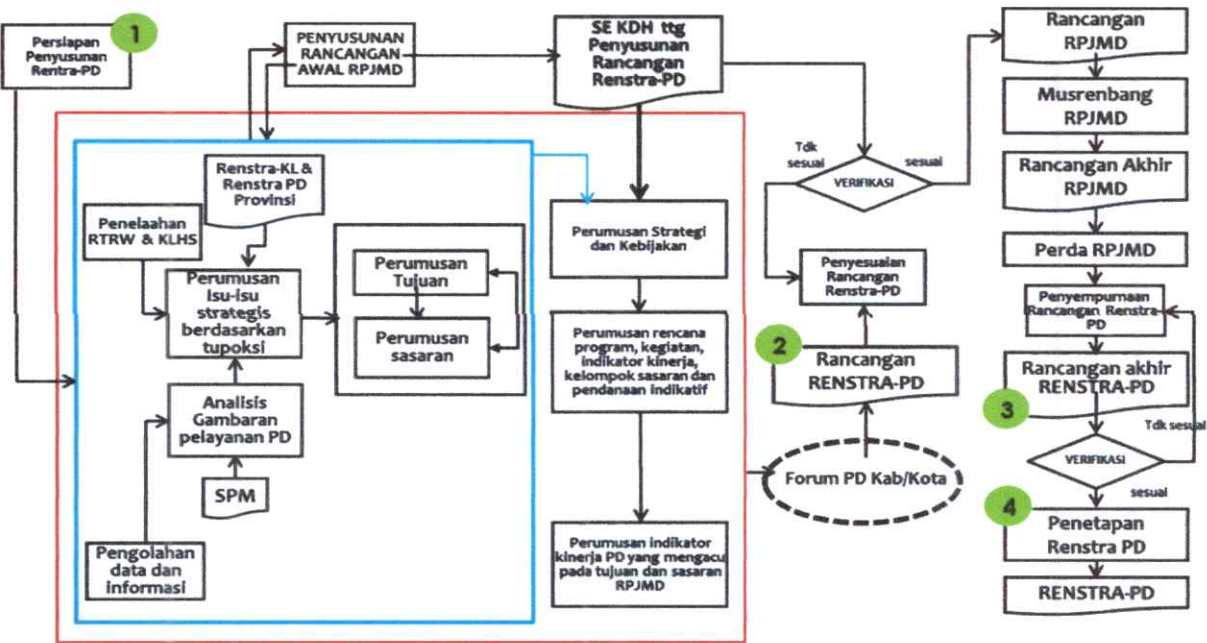 1
Persiapan
Penyusunan
Rentra-PD
PENYUSUNAN
RANCANGAN
AWAL RPJMD
SE KDH ttg
Penyusunan
Rancangan
Renstra-PD
Renstra-KL &
Renstra PD
Provinsi
Penelaahan
RTRW & KLHS
Perumusan
Isu-isu
strategis
berdasarkan
tupoksi
Perumusan
Tujuan
Perumusan
sasaran
Analisis
Gambaran
pelayanan PD
SPM
Pengolahan
data dan
informasi
Perumusan Strategi
dan Kebijakan
Perumusan rencana
program, kegiatan,
indikator kinerja,
kelompok sasaran dan
pendanaan indikatif
Perumusan indikator
kinerja PD yang mengacu
pada tujuan dan sasaran
RPJMD
Tdk
sesuai
VERIFIKASI
sesuai
Penyesuaian
Rancangan
Renstra-PD
2
Rancangan
RENSTRA-PD
Forum PD Kab/Kota
Rancangan
RPJMD
Musrenbang
RPJMD
Rancangan Akhir
RPJMD
Perda RPJMD
Penyempurnaan
Rancangan Renstra
PD
Rancangan akhir
RENSTRA-PD
3
Tdk sesuai
VERIFIKASI
sesuai
4
Penetapan
Renstra PD
RENSTRA-PD